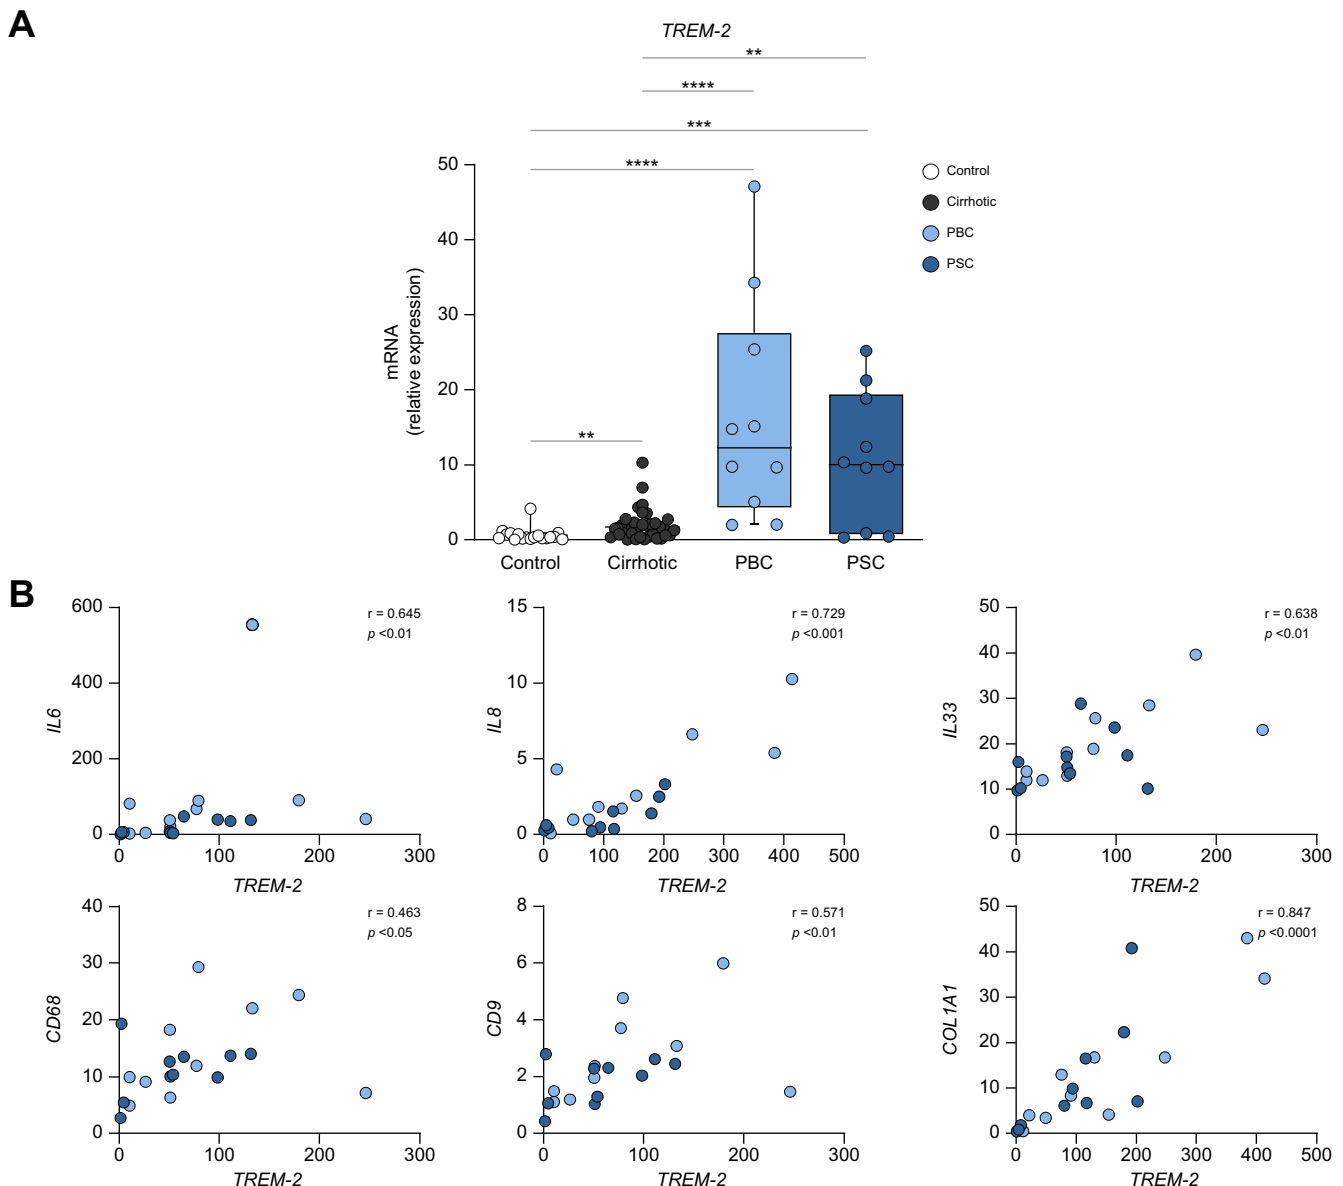 A
TREM-2
**
****
***
****
**
mRNA
(relative expression)
50
40
30
20
10
0
Control
Cirrhotic
PBC
PSC
Control
Cirrhotic
PBC
PSC
B
IL6
600
400
200
0
0 100 200 300
TREM-2
r = 0.645
p <0.01
IL8
15
10
5
0
0 100 200 300 400 500
TREM-2
r = 0.729
p <0.001
IL33
50
40
30
20
10
0
0 100 200 300
TREM-2
r = 0.638
p <0.01
CD68
40
30
20
10
0
0 100 200 300
TREM-2
r = 0.463
p <0.05
CD9
8
6
4
2
0
0 100 200 300
TREM-2
r = 0.571
p <0.01
COL1A1
50
40
30
20
10
0
0 100 200 300 400 500
TREM-2
r = 0.847
p <0.0001